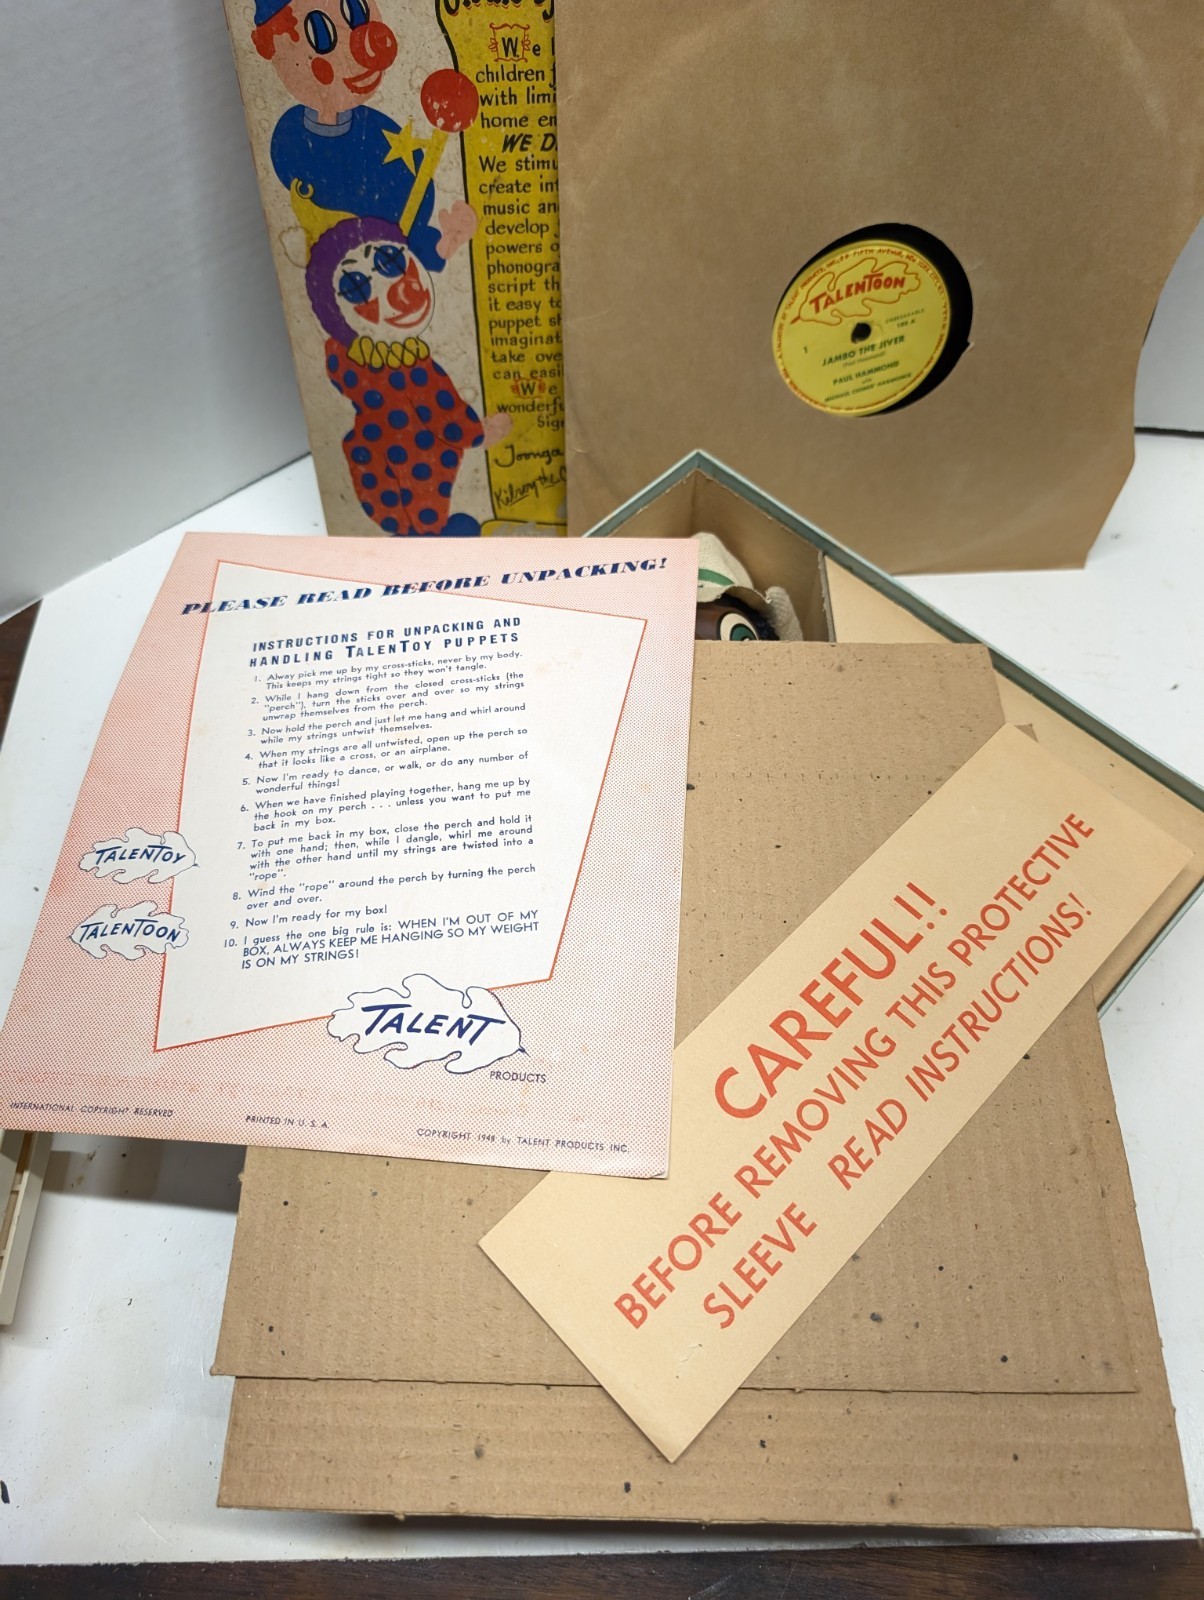 We l
children f
with limi
home en
WE D
We stimu
create int
music an
develop
powers o
phonogra
script th
it easy to
puppet st
imaginat
take ove
can easi
We
wonderfu
Sig
Joonga
Kilroy the C
TALENTOON
UNBREAKABLE
1
JAMBO THE JIVER
(Paul Hammond)
PAUL HAMMOND
with
PLEASE READ BEFORE UNPACKING!
INSTRUCTIONS FOR UNPACKING AND
HANDLING TALENTOY PUPPETS
1. Alway pick me up by my cross-sticks, never by my body.
This keeps my strings tight so they won't tangle.
2. While I hang down from the closed cross-sticks (the
"perch"), turn the sticks over and over so my strings
unwrap themselves from the perch.
3. Now hold the perch and just let me hang and whirl around
while my strings untwist themselves.
4. When my strings are all untwisted, open up the perch so
that it looks like a cross, or an airplane.
5. Now I'm ready to dance, or walk, or do any number of
wonderful things!
6. When we have finished playing together, hang me up by
the hook on my perch . . . unless you want to put me
back in my box.
7. To put me back in my box, close the perch and hold it
with one hand; then, while I dangle, whirl me around
with the other hand until my strings are twisted into a
"rope".
8. Wind the "rope" around the perch by turning the perch
over and over.
9. Now I'm ready for my box!
10. I guess the one big rule is: WHEN I'M OUT OF MY
BOX, ALWAYS KEEP ME HANGING SO MY WEIGHT
IS ON MY STRINGS!
TALENTOY
TALENTOON
TALENT
PRODUCTS
INTERNATIONAL COPYRIGHT RESERVED
PRINTED IN U. S. A.
COPYRIGHT 1948 by TALENT PRODUCTS INC.
CAREFUL!!
BEFORE REMOVING THIS PROTECTIVE
SLEEVE READ INSTRUCTIONS!